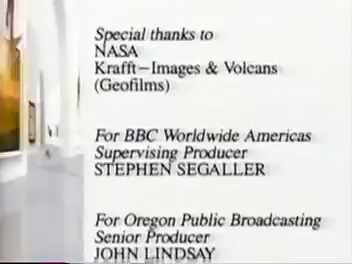 Special thanks to
NASA
Krafft–Images & Volcans
(Geofilms)
For BBC Worldwide Americas
Supervising Producer
STEPHEN SEGALLER
For Oregon Public Broadcasting
Senior Producer
JOHN LINDSAY